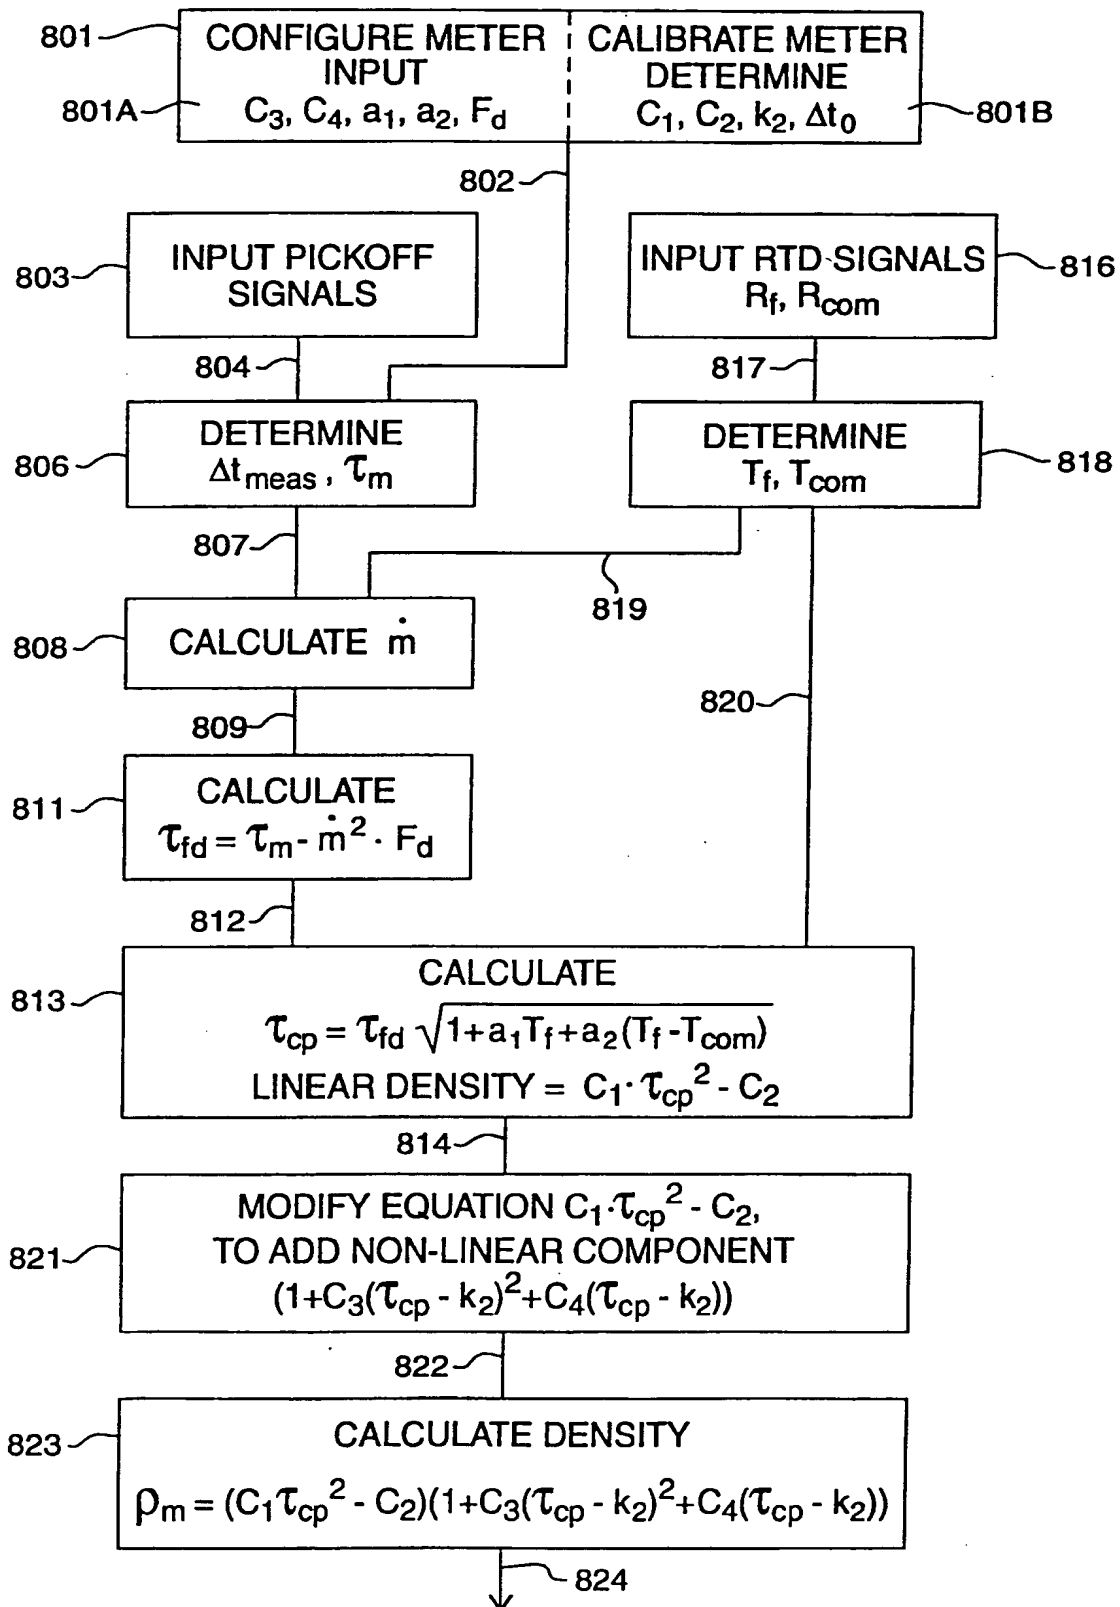 801
CONFIGURE METER
INPUT
801A
C₃, C₄, a₁, a₂, F_d
CALIBRATE METER
DETERMINE
C₁, C₂, k₂, Δt₀
801B
802
803
INPUT PICKOFF
SIGNALS
INPUT RTD SIGNALS
R_f, R_com
816
804
817
806
DETERMINE
Δt_meas, τ_m
DETERMINE
T_f, T_com
818
807
819
808
CALCULATE ṁ
820
809
811
CALCULATE
τ_fd = τ_m - ṁ² · F_d
812
813
CALCULATE
τ_cp = τ_fd √(1+a₁T_f+a₂(T_f-T_com))
LINEAR DENSITY = C₁·τ_cp² - C₂
814
821
MODIFY EQUATION C₁·τ_cp² - C₂,
TO ADD NON-LINEAR COMPONENT
(1+C₃(τ_cp - k₂)²+C₄(τ_cp - k₂))
822
823
CALCULATE DENSITY
ρ_m = (C₁τ_cp² - C₂)(1+C₃(τ_cp - k₂)²+C₄(τ_cp - k₂))
824